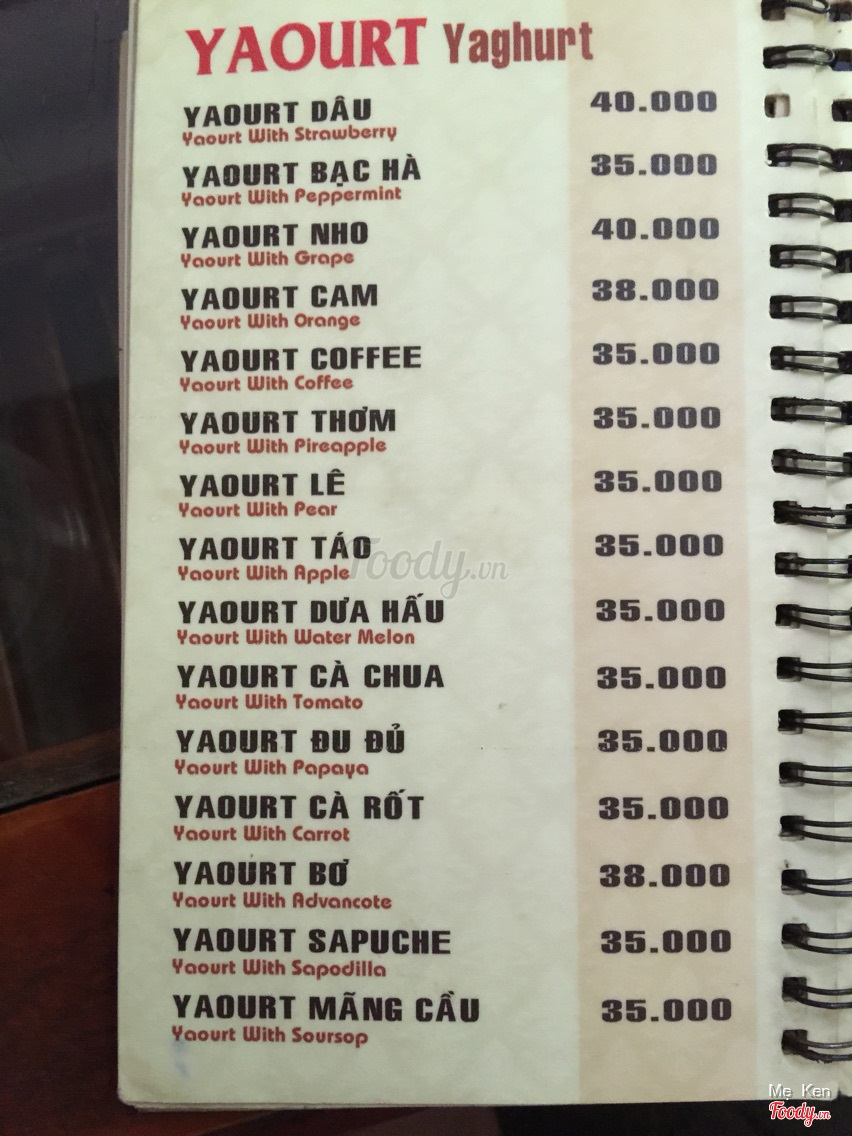 YAOURT Yaghurt
YAOURT DÂU 40.000
Yaourt With Strawberry
YAOURT BẠC HÀ 35.000
Yaourt With Peppermint
YAOURT NHO 40.000
Yaourt With Grape
YAOURT CAM 38.000
Yaourt With Orange
YAOURT COFFEE 35.000
Yaourt With Coffee
YAOURT THƠM 35.000
Yaourt With Pireapple
YAOURT LÊ 35.000
Yaourt With Pear
YAOURT TÁO 35.000
Yaourt With Apple
Foody.vn
YAOURT DƯA HẤU 35.000
Yaourt With Water Melon
YAOURT CÀ CHUA 35.000
Yaourt With Tomato
YAOURT ĐU ĐỦ 35.000
Yaourt With Papaya
YAOURT CÀ RỐT 35.000
Yaourt With Carrot
YAOURT BƠ 38.000
Yaourt With Advancote
YAOURT SAPUCHE 35.000
Yaourt With Sapodilla
YAOURT MÃNG CẦU 35.000
Yaourt With Soursop
Mẹ Ken
Foody.vn